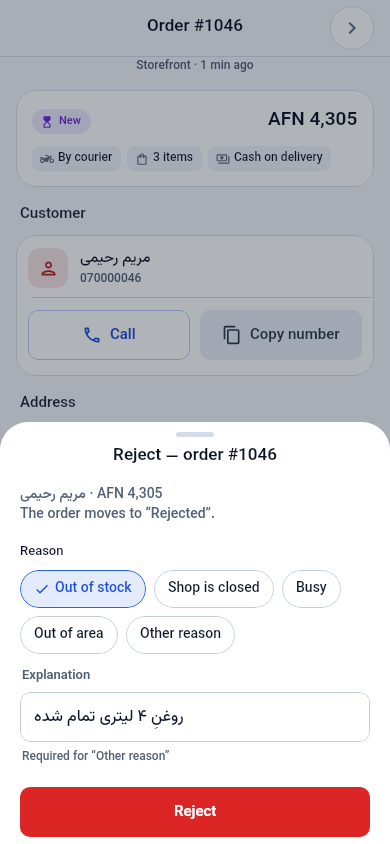 Order #1046
Storefront · 1 min ago
New
AFN 4,305
By courier
3 items
Cash on delivery
Customer
مریم رحیمی
070000046
Call
Copy number
Address
Reject — order #1046
مریم رحیمی · AFN 4,305
The order moves to “Rejected”.
Reason
Out of stock
Shop is closed
Busy
Out of area
Other reason
Explanation
روغنِ ۴ لیتری تمام شده
Required for “Other reason”
Reject